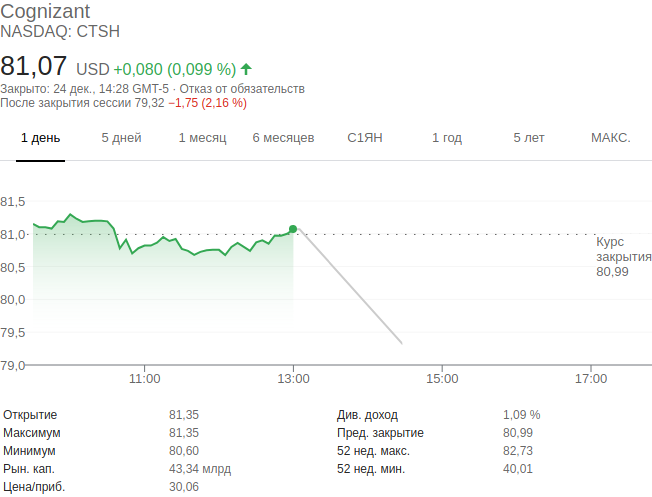 Cognizant
NASDAQ: CTSH
81,07 USD +0,080 (0,099 %)
Закрыто: 24 дек., 14:28 GMT-5 · Отказ от обязательств
После закрытия сессии 79,32 −1,75 (2,16 %)
1 день 5 дней 1 месяц 6 месяцев С1ЯН 1 год 5 лет МАКС.
81,5
81,0
80,5
80,0
79,5
79,0
Курс
закрытия
80,99
11:00 13:00 15:00 17:00
Открытие 81,35
Максимум 81,35
Минимум 80,60
Рын. кап. 43,34 млрд
Цена/приб. 30,06
Див. доход 1,09 %
Пред. закрытие 80,99
52 нед. макс. 82,73
52 нед. мин. 40,01